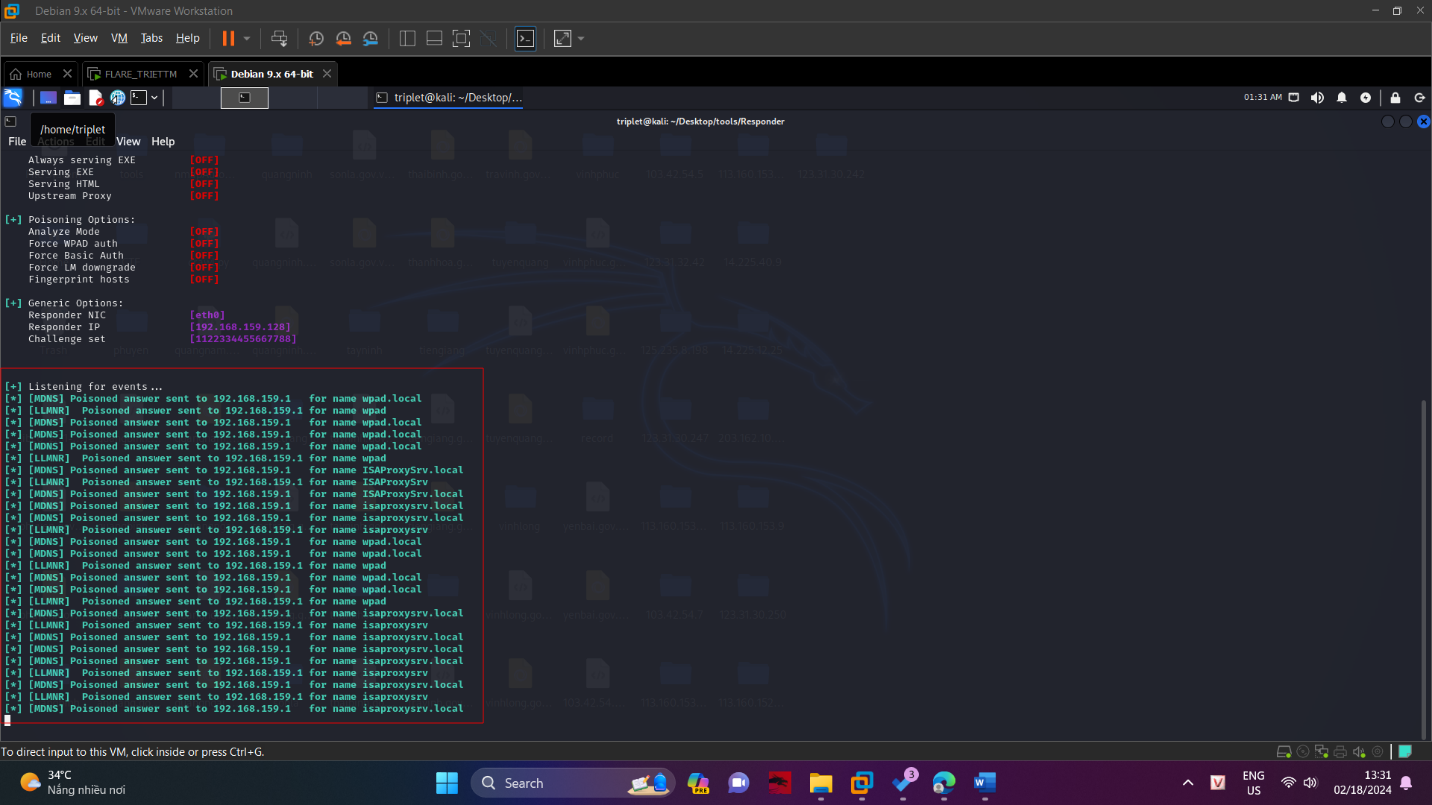 Debian 9.x 64-bit - VMware Workstation
File Edit View VM Tabs Help
Home FLARE_TRIETTM Debian 9.x 64-bit
triplet@kali: ~/Desktop/... 01:31 AM
/home/triplet
triplet@kali: ~/Desktop/tools/Responder
File Actions Edit View Help
Always serving EXE [OFF]
Serving EXE [OFF]
Serving HTML [OFF]
Upstream Proxy [OFF]
[+] Poisoning Options:
Analyze Mode [OFF]
Force WPAD auth [OFF]
Force Basic Auth [OFF]
Force LM downgrade [OFF]
Fingerprint hosts [OFF]
[+] Generic Options:
Responder NIC [eth0]
Responder IP [192.168.159.128]
Challenge set [1122334455667788]
[+] Listening for events...
[*] [MDNS] Poisoned answer sent to 192.168.159.1 for name wpad.local
[*] [LLMNR] Poisoned answer sent to 192.168.159.1 for name wpad
[*] [MDNS] Poisoned answer sent to 192.168.159.1 for name wpad.local
[*] [MDNS] Poisoned answer sent to 192.168.159.1 for name wpad.local
[*] [MDNS] Poisoned answer sent to 192.168.159.1 for name wpad.local
[*] [LLMNR] Poisoned answer sent to 192.168.159.1 for name wpad
[*] [MDNS] Poisoned answer sent to 192.168.159.1 for name ISAProxySrv.local
[*] [LLMNR] Poisoned answer sent to 192.168.159.1 for name ISAProxySrv
[*] [MDNS] Poisoned answer sent to 192.168.159.1 for name ISAProxySrv.local
[*] [MDNS] Poisoned answer sent to 192.168.159.1 for name isaproxysrv.local
[*] [MDNS] Poisoned answer sent to 192.168.159.1 for name isaproxysrv.local
[*] [LLMNR] Poisoned answer sent to 192.168.159.1 for name isaproxysrv
[*] [MDNS] Poisoned answer sent to 192.168.159.1 for name wpad.local
[*] [MDNS] Poisoned answer sent to 192.168.159.1 for name wpad.local
[*] [LLMNR] Poisoned answer sent to 192.168.159.1 for name wpad
[*] [MDNS] Poisoned answer sent to 192.168.159.1 for name wpad.local
[*] [MDNS] Poisoned answer sent to 192.168.159.1 for name wpad.local
[*] [LLMNR] Poisoned answer sent to 192.168.159.1 for name wpad
[*] [MDNS] Poisoned answer sent to 192.168.159.1 for name isaproxysrv.local
[*] [LLMNR] Poisoned answer sent to 192.168.159.1 for name isaproxysrv
[*] [MDNS] Poisoned answer sent to 192.168.159.1 for name isaproxysrv.local
[*] [MDNS] Poisoned answer sent to 192.168.159.1 for name isaproxysrv.local
[*] [MDNS] Poisoned answer sent to 192.168.159.1 for name isaproxysrv.local
[*] [LLMNR] Poisoned answer sent to 192.168.159.1 for name isaproxysrv
[*] [MDNS] Poisoned answer sent to 192.168.159.1 for name isaproxysrv.local
[*] [LLMNR] Poisoned answer sent to 192.168.159.1 for name isaproxysrv
[*] [MDNS] Poisoned answer sent to 192.168.159.1 for name isaproxysrv.local
To direct input to this VM, click inside or press Ctrl+G.
34°C
Nắng nhiều nơi
Search
PRE
3
V
ENG
US
13:31
02/18/2024